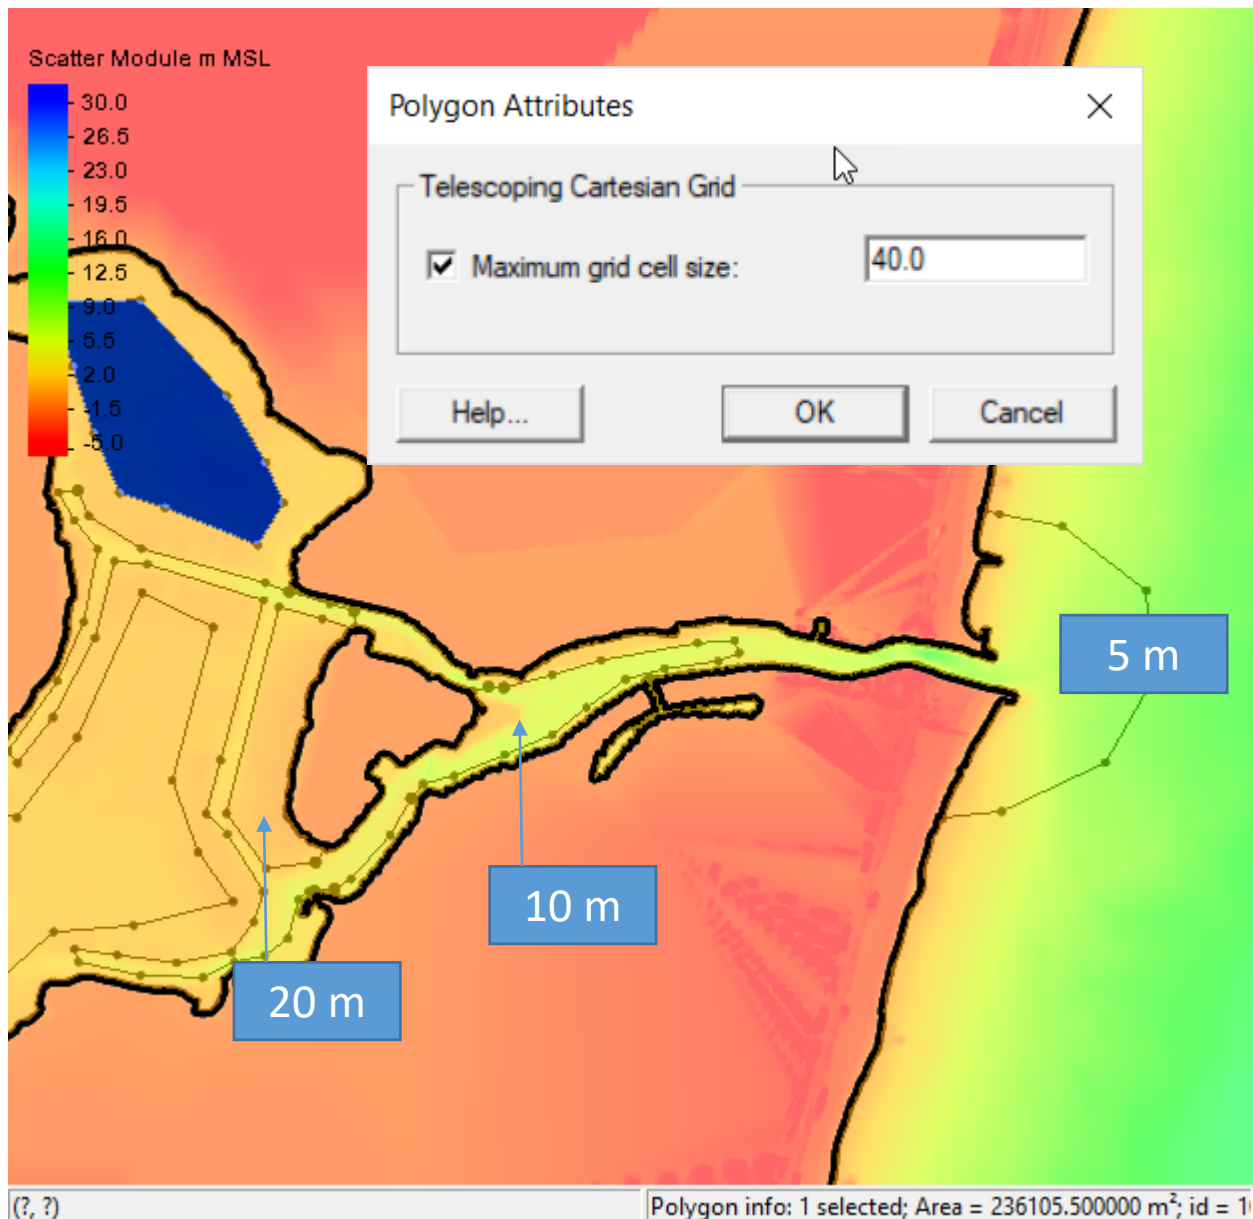 Scatter Module m MSL
30.0
26.5
23.0
19.5
16.0
12.5
9.0
5.5
2.0
-1.5
-5.0
Polygon Attributes
Telescoping Cartesian Grid
Maximum grid cell size:
40.0
Help...
OK
Cancel
5 m
10 m
20 m
(?, ?)
Polygon info: 1 selected; Area = 236105.500000 m²; id = 1